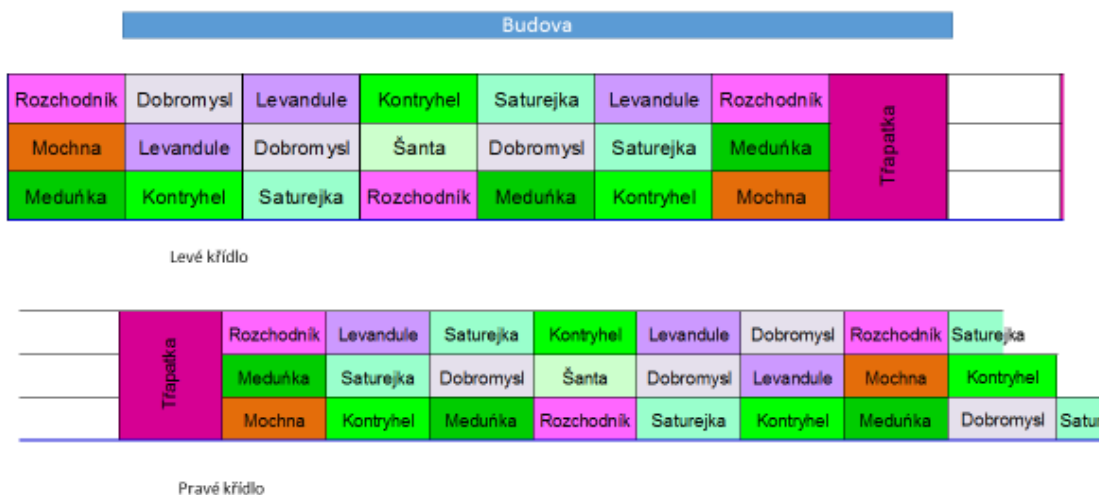 Budova
Rozchodník Dobromysl Levandule Kontryhel Saturejka Levandule Rozchodník
Třapatka
Mochna Levandule Dobromysl Šanta Dobromysl Saturejka Meduňka
Meduňka Kontryhel Saturejka Rozchodník Meduňka Kontryhel Mochna
Levé křídlo
Třapatka
Rozchodník Levandule Saturejka Kontryhel Levandule Dobromysl Rozchodník Saturejka
Meduňka Saturejka Dobromysl Šanta Dobromysl Levandule Mochna Kontryhel
Mochna Kontryhel Meduňka Rozchodník Saturejka Kontryhel Meduňka Dobromysl Satur
Pravé křídlo